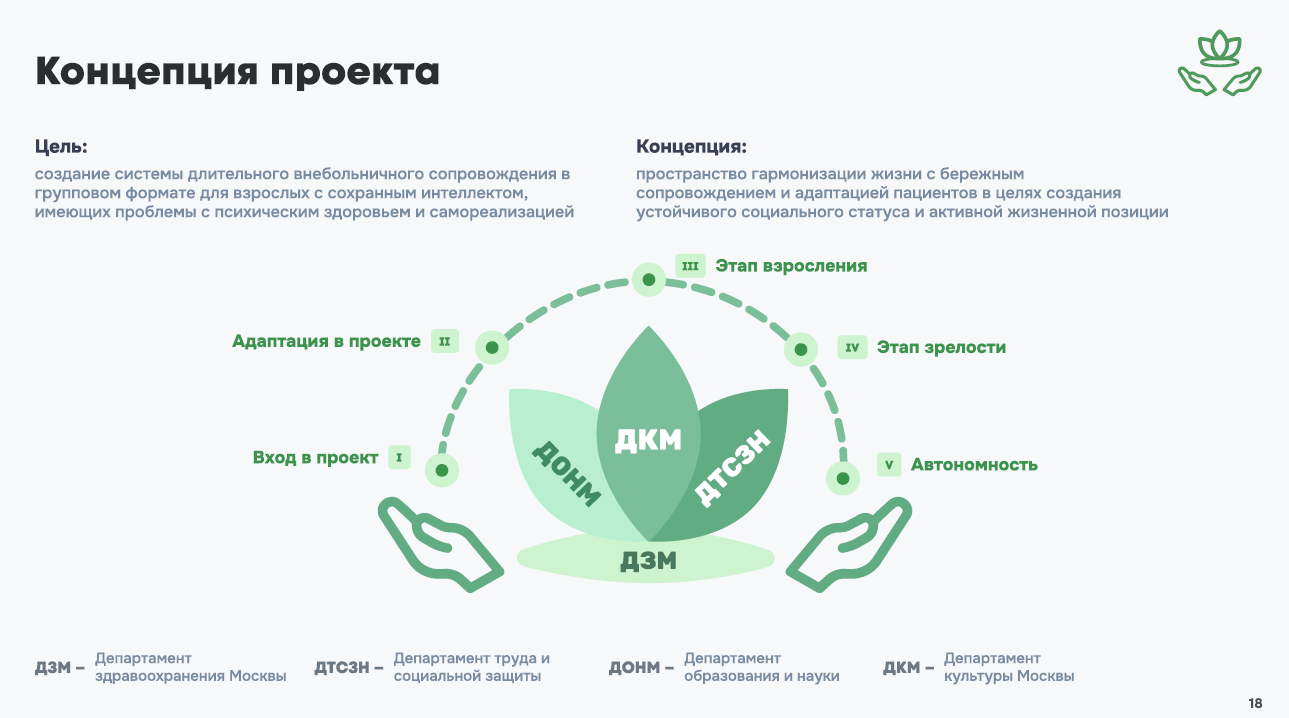 Концепция проекта
Цель:
создание системы длительного внебольничного сопровождения в
групповом формате для взрослых с сохранным интеллектом,
имеющих проблемы с психическим здоровьем и самореализацией
Концепция:
пространство гармонизации жизни с бережным
сопровождением и адаптацией пациентов в целях создания
устойчивого социального статуса и активной жизненной позиции
III Этап взросления
Адаптация в проекте II
IV Этап зрелости
Вход в проект I
V Автономность
ДОНМ
ДКМ
ДТСЗН
ДЗМ
ДЗМ – Департамент
здравоохранения Москвы
ДТСЗН – Департамент труда и
социальной защиты
ДОНМ – Департамент
образования и науки
ДКМ – Департамент
культуры Москвы
18